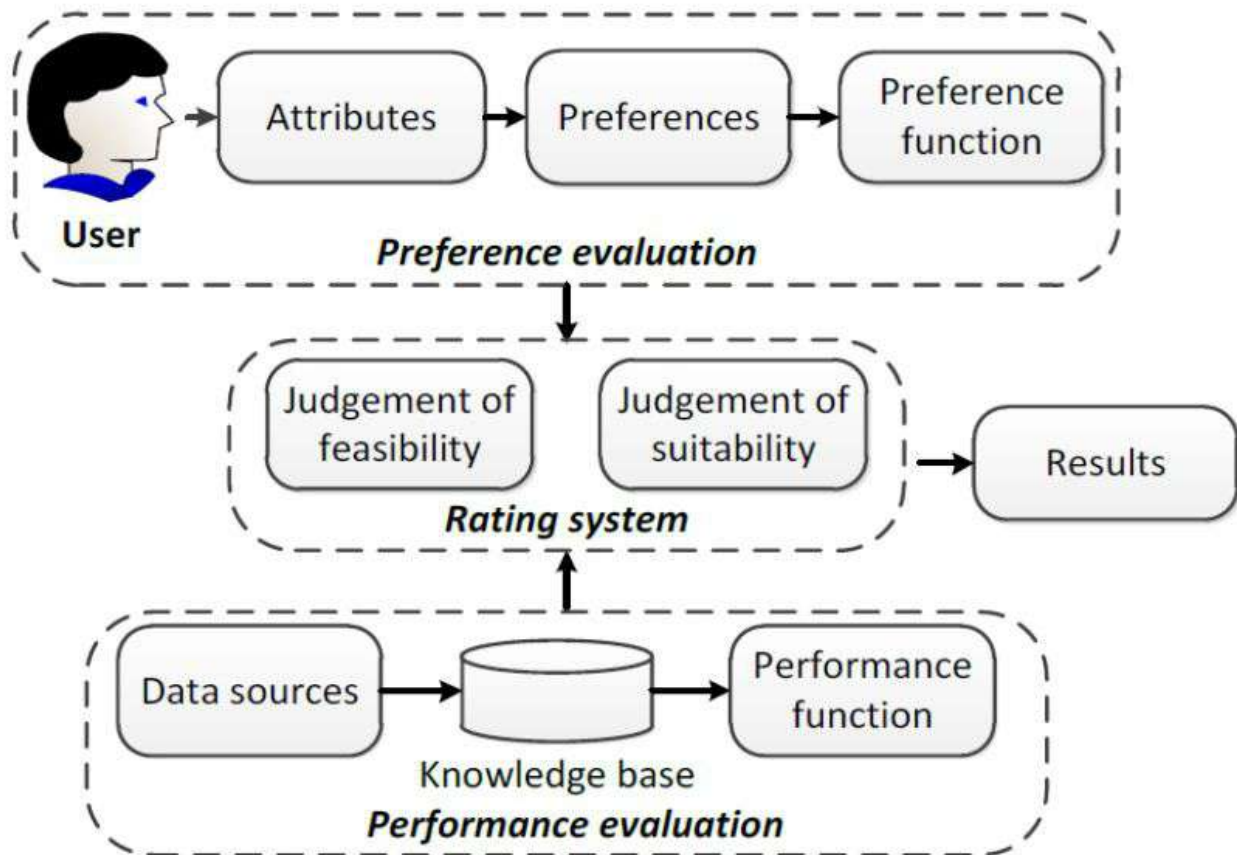 User
Attributes
Preferences
Preference
function
Preference evaluation
Judgement of
feasibility
Judgement of
suitability
Rating system
Results
Data sources
Knowledge base
Performance
function
Performance evaluation